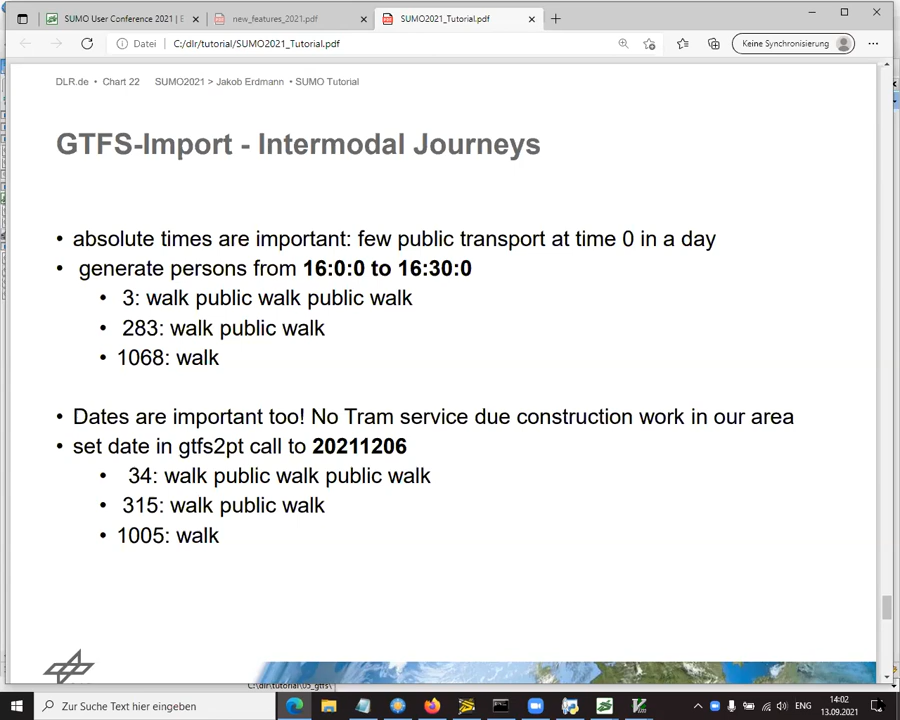 SUMO User Conference 2021 | E
new_features_2021.pdf
SUMO2021_Tutorial.pdf
Datei
C:/dlr/tutorial/SUMO2021_Tutorial.pdf
Keine Synchronisierung
DLR.de • Chart 22 SUMO2021 > Jakob Erdmann • SUMO Tutorial
GTFS-Import - Intermodal Journeys
• absolute times are important: few public transport at time 0 in a day
• generate persons from 16:0:0 to 16:30:0
• 3: walk public walk public walk
• 283: walk public walk
• 1068: walk
• Dates are important too! No Tram service due construction work in our area
• set date in gtfs2pt call to 20211206
• 34: walk public walk public walk
• 315: walk public walk
• 1005: walk
C:\dlr\tutorial\05_gtfs\
Zur Suche Text hier eingeben
ENG
14:02
13.09.2021